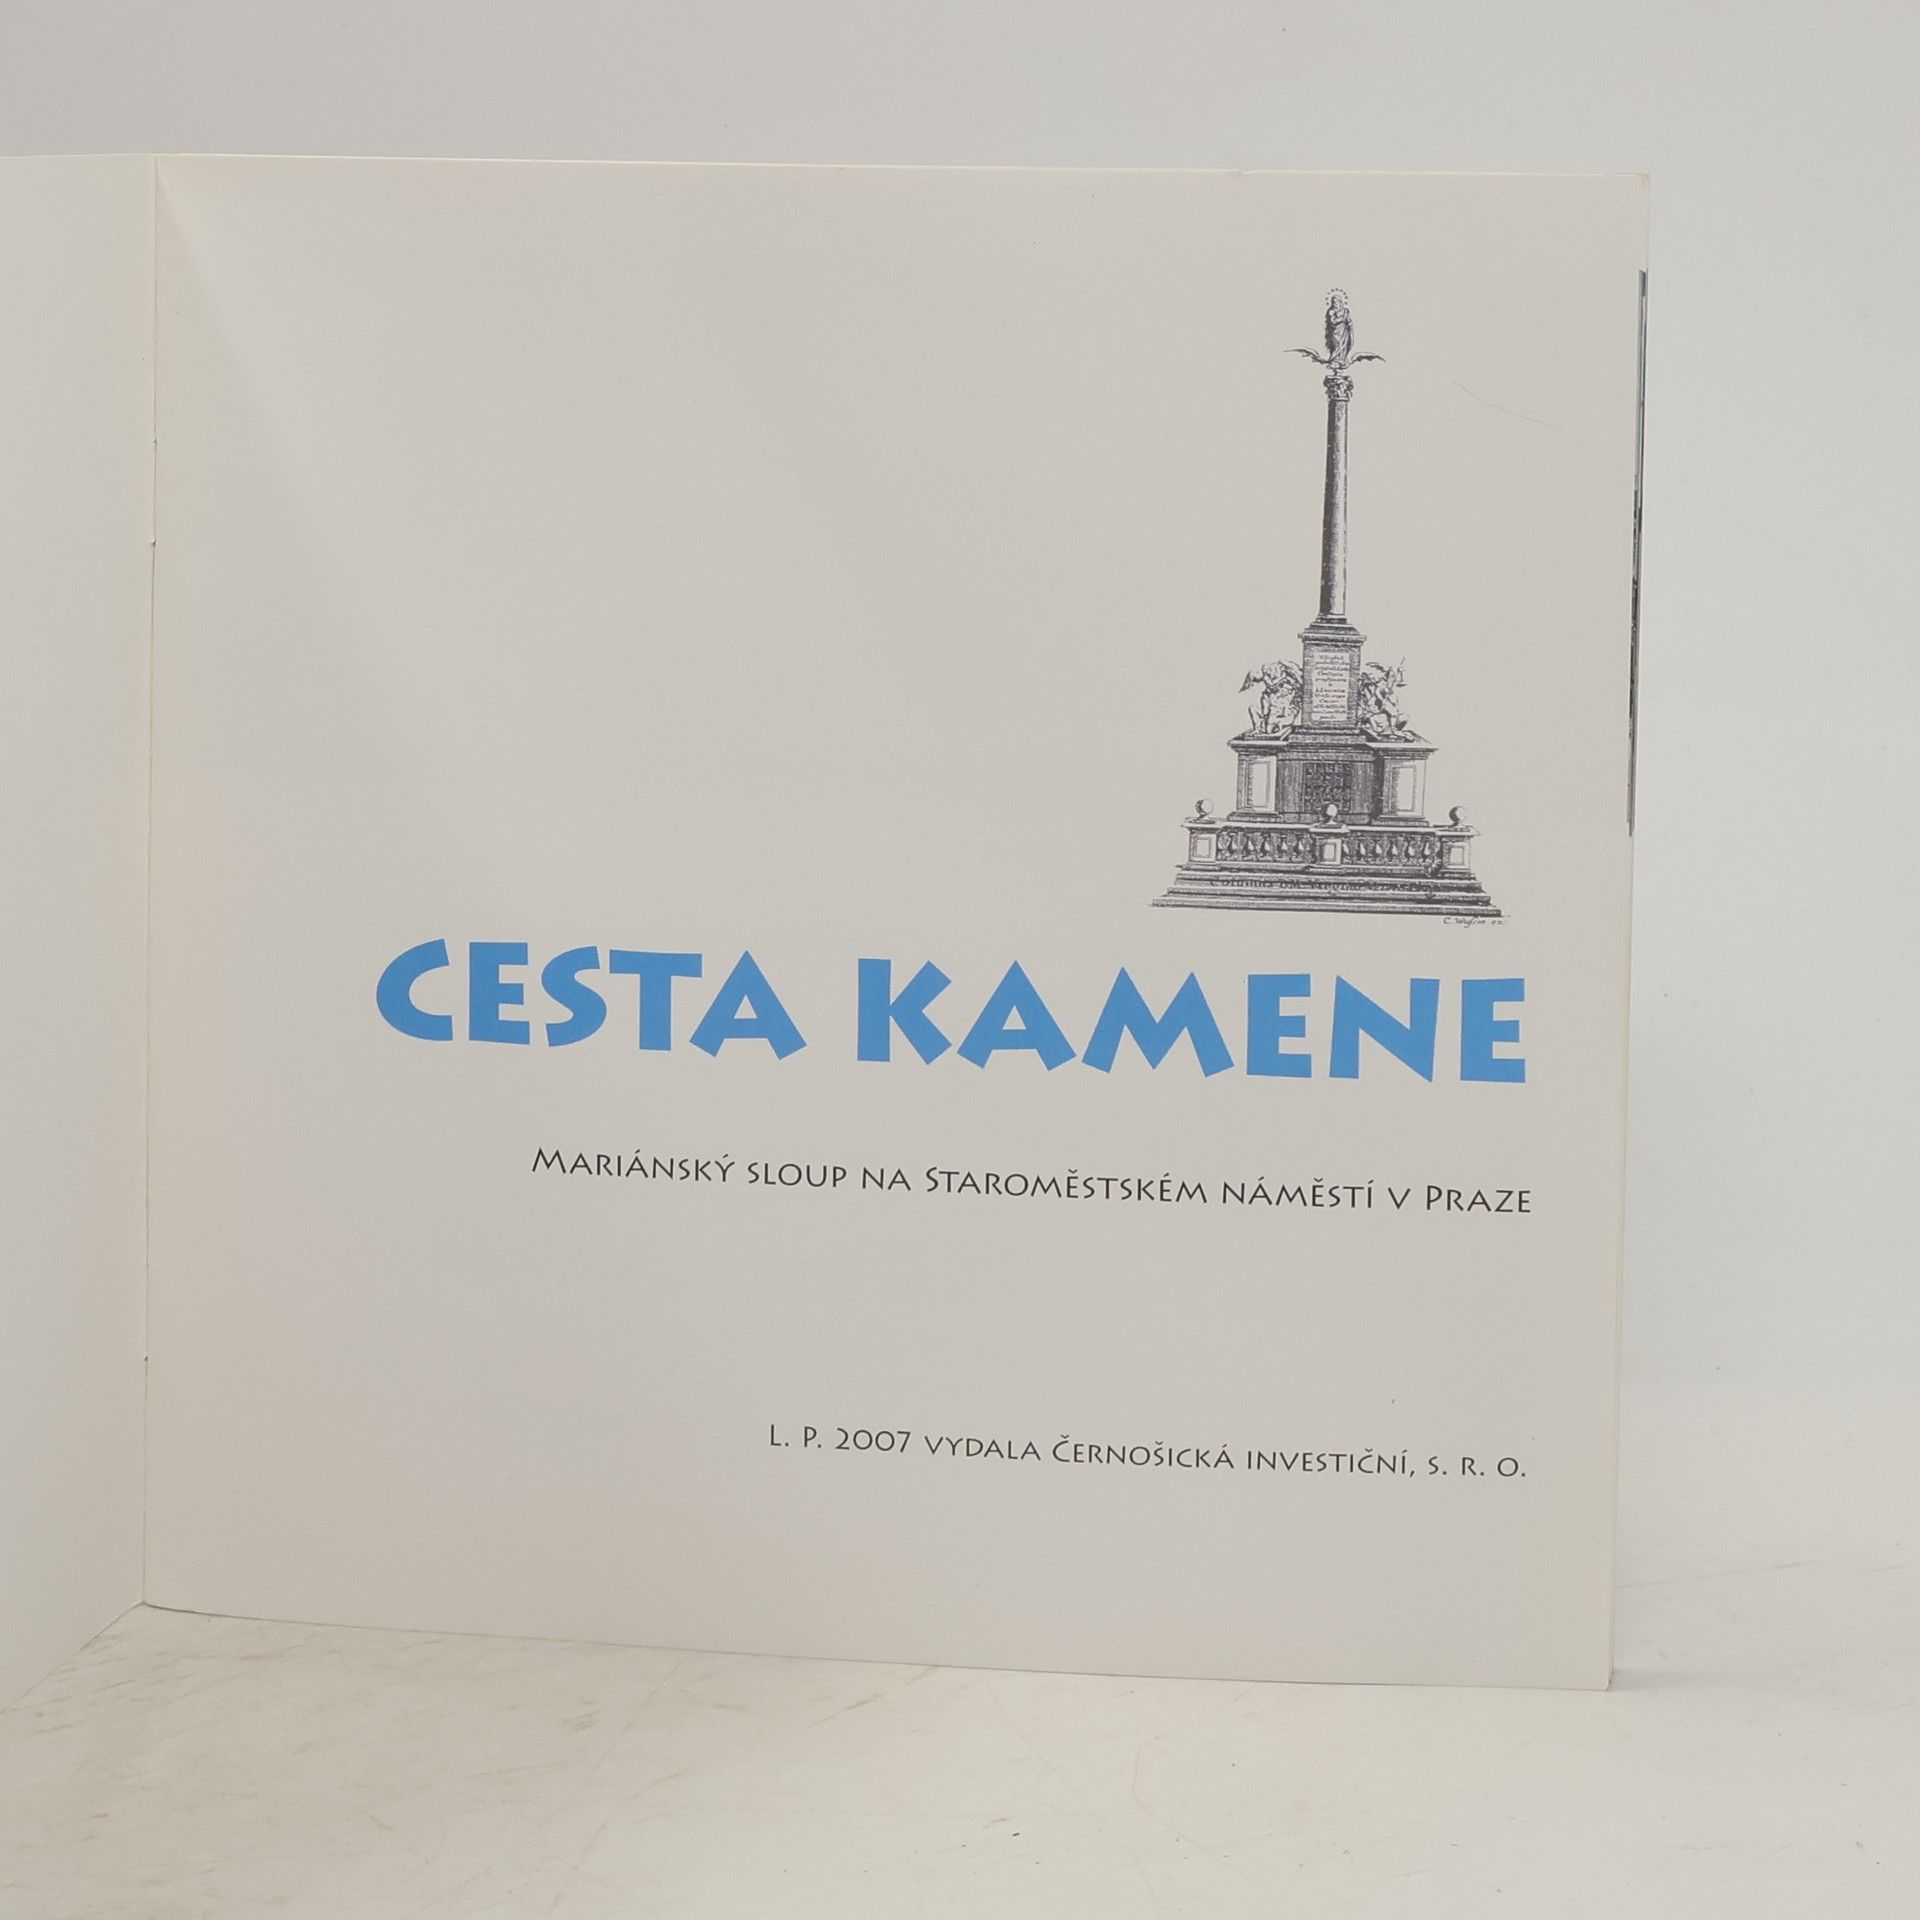 CESTA KAMENE
MARIÁNSKÝ SLOUP NA STAROMĚSTSKÉM NÁMĚSTÍ V PRAZE
L. P. 2007 VYDALA ČERNOŠICKÁ INVESTIČNÍ, S. R. O.